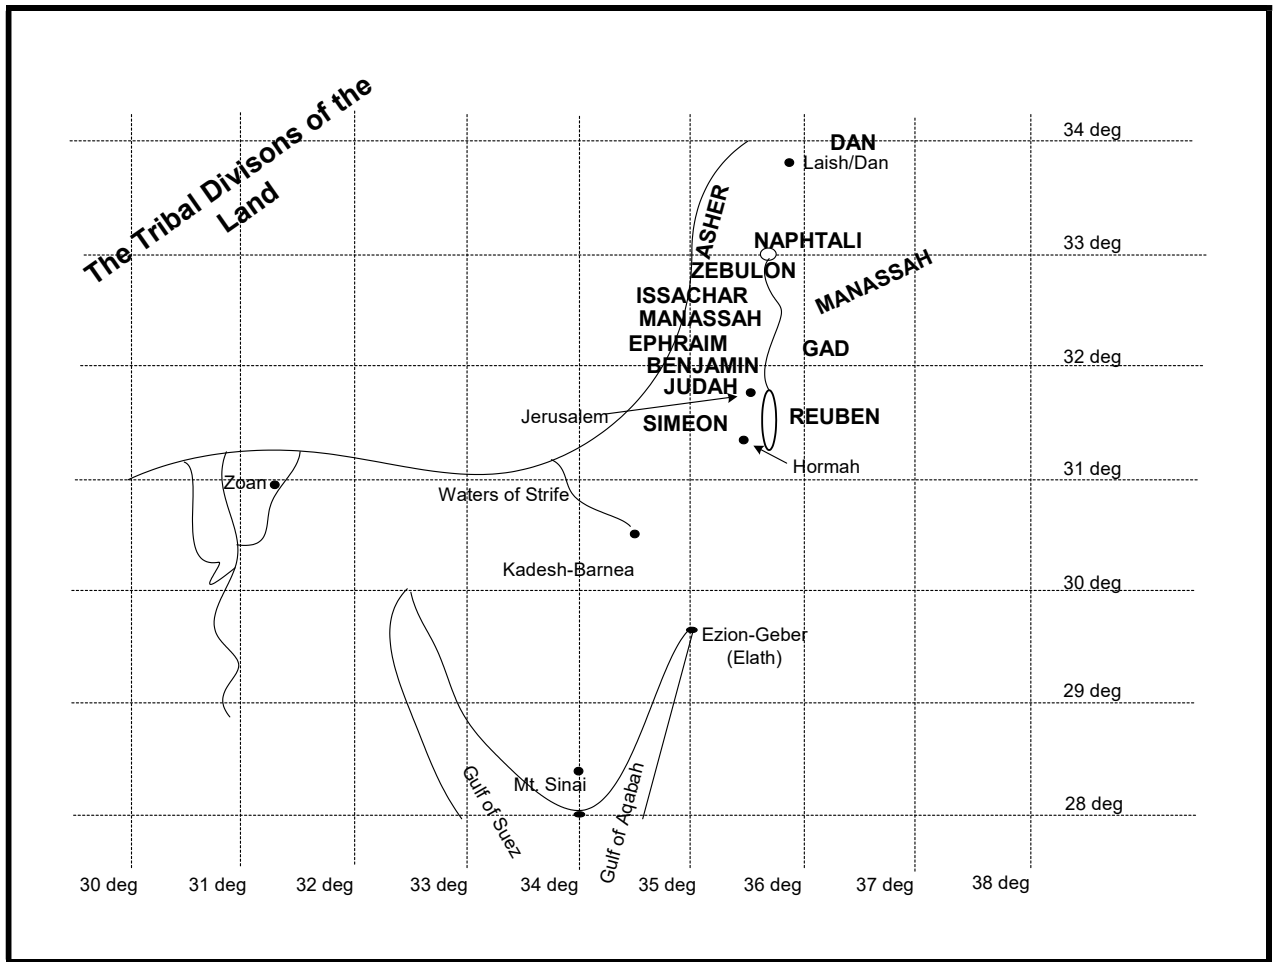 The Tribal Divisons of the
Land
34 deg
DAN
Laish/Dan
ASHER
NAPHTALI
33 deg
ZEBULON
MANASSAH
ISSACHAR
MANASSAH
EPHRAIM
GAD
32 deg
BENJAMIN
JUDAH
Jerusalem
SIMEON
REUBEN
Hormah
31 deg
Zoan
Waters of Strife
Kadesh-Barnea
30 deg
Ezion-Geber
(Elath)
29 deg
Mt. Sinai
Gulf of Suez
Gulf of Aqabah
28 deg
30 deg
31 deg
32 deg
33 deg
34 deg
35 deg
36 deg
37 deg
38 deg